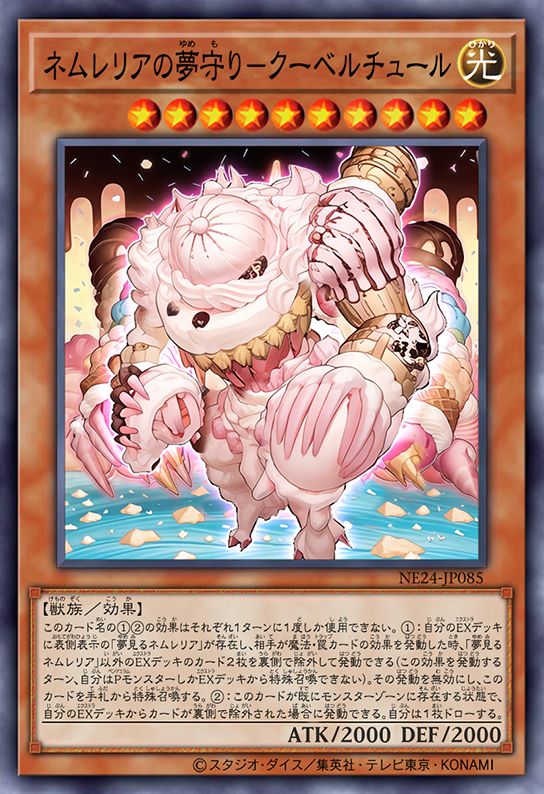 ネムレリアの夢守り－クーベルチュール
光
NE24-JP085
【獣族／効果】
このカード名の①②の効果はそれぞれ1ターンに1度しか使用できない。①：自分のEXデッ
キに表側表示の「夢見るネムレリア」が存在し、相手が魔法・罠カードの効果を発動した時、「夢見る
ネムレリア」以外のEXデッキのカード2枚を裏側で除外して発動できる（この効果を発動する
ターン、自分はPモンスターしかEXデッキから特殊召喚できない）。その発動を無効にし、この
カードを手札から特殊召喚する。②：このカードが既にモンスターゾーンに存在する状態で、
自分のEXデッキからカードが裏側で除外された場合に発動できる。自分は1枚ドローする。
ATK/2000 DEF/2000
©スタジオ・ダイス／集英社・テレビ東京・KONAMI